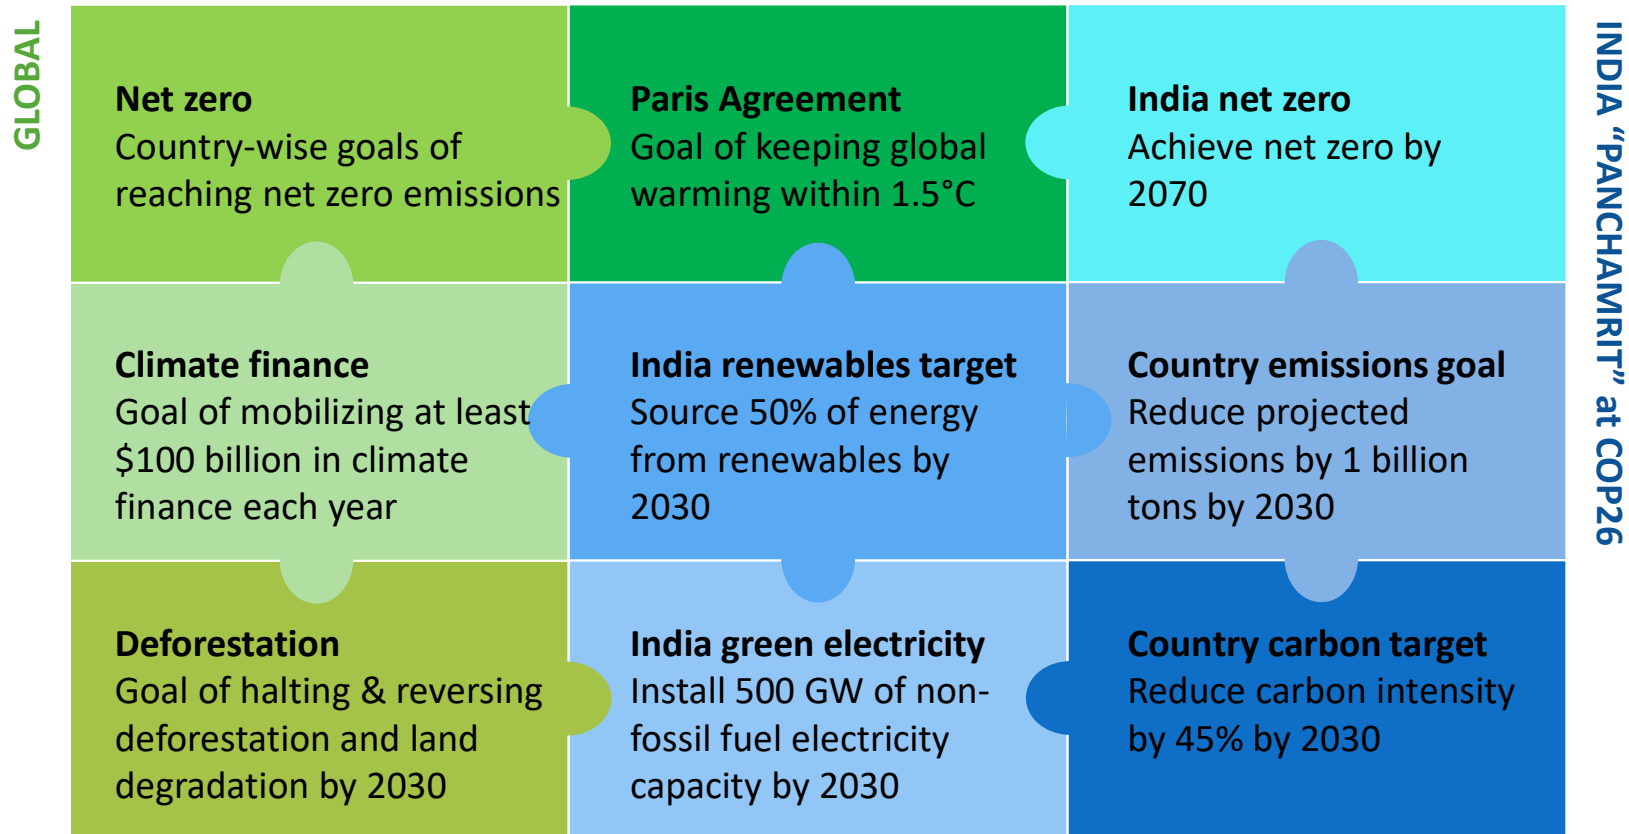 GLOBAL
Net zero
Country-wise goals of
reaching net zero emissions
Paris Agreement
Goal of keeping global
warming within 1.5°C
India net zero
Achieve net zero by
2070
Climate finance
Goal of mobilizing at least
$100 billion in climate
finance each year
India renewables target
Source 50% of energy
from renewables by
2030
Country emissions goal
Reduce projected
emissions by 1 billion
tons by 2030
Deforestation
Goal of halting & reversing
deforestation and land
degradation by 2030
India green electricity
Install 500 GW of non-
fossil fuel electricity
capacity by 2030
Country carbon target
Reduce carbon intensity
by 45% by 2030
INDIA “PANCHAMRIT” at COP26